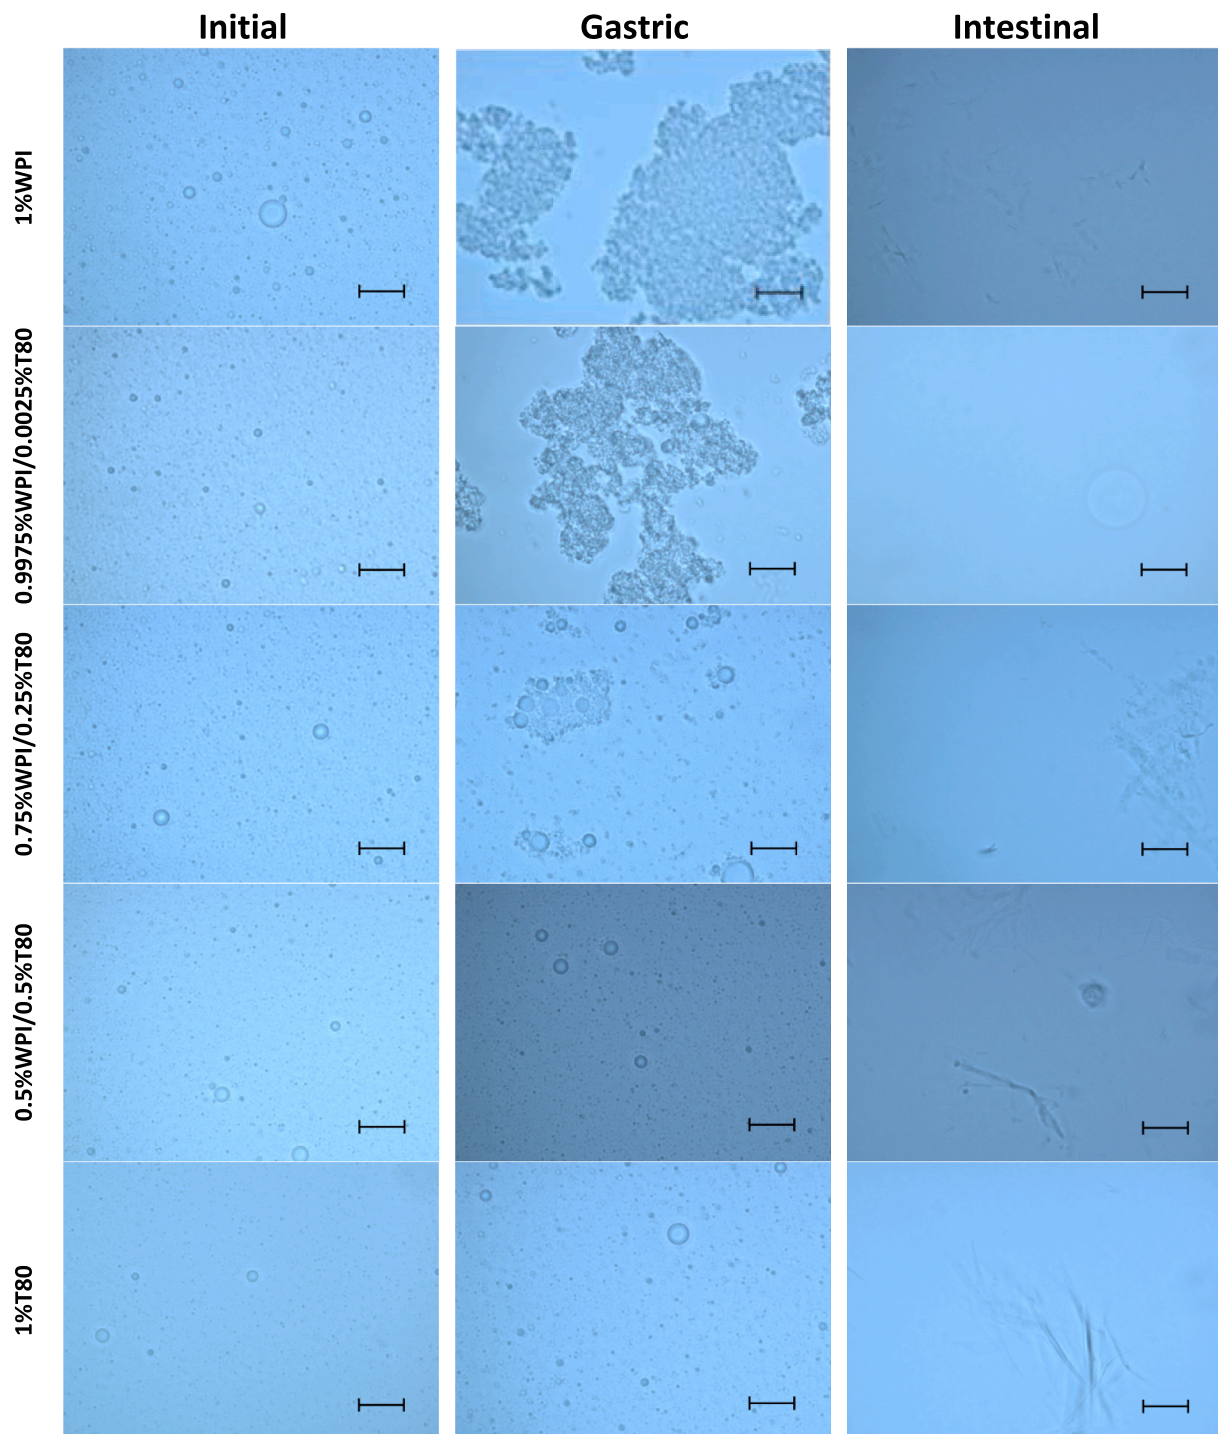 Initial Gastric Intestinal
1%WPI
0.9975%WPI/0.0025%T80
0.75%WPI/0.25%T80
0.5%WPI/0.5%T80
1%T80